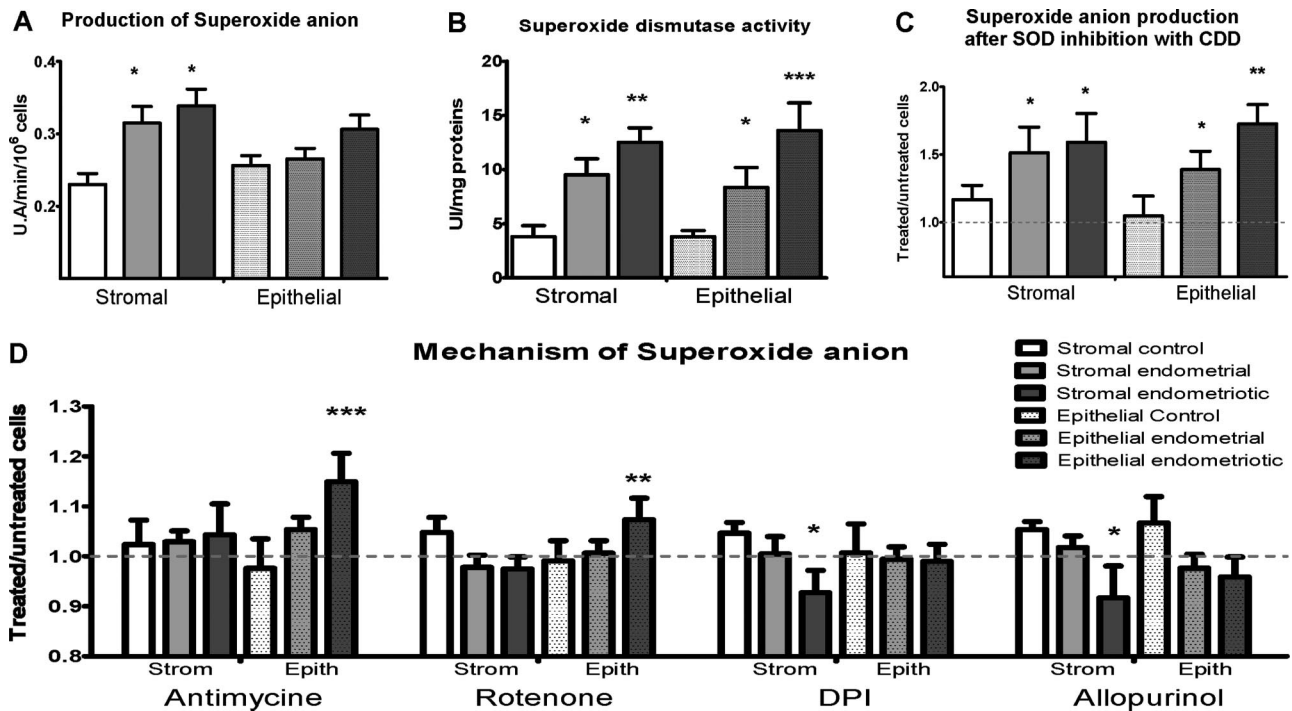 A Production of Superoxide anion
U.A/min/10⁶ cells
0.4
0.3
0.2
* *
Stromal Epithelial
B Superoxide dismutase activity
UI/mg proteins
20
15
10
5
0
* ** * ***
Stromal Epithelial
C Superoxide anion production
after SOD inhibition with CDD
Treated/untreated cells
2.0
1.5
1.0
* * * **
Stromal Epithelial
D Mechanism of Superoxide anion
Stromal control
Stromal endometrial
Stromal endometriotic
Epithelial Control
Epithelial endometrial
Epithelial endometriotic
Treated/untreated cells
1.3
1.2
1.1
1.0
0.9
0.8
*** ** * *
Strom Epith Strom Epith Strom Epith Strom Epith
Antimycine Rotenone DPI Allopurinol